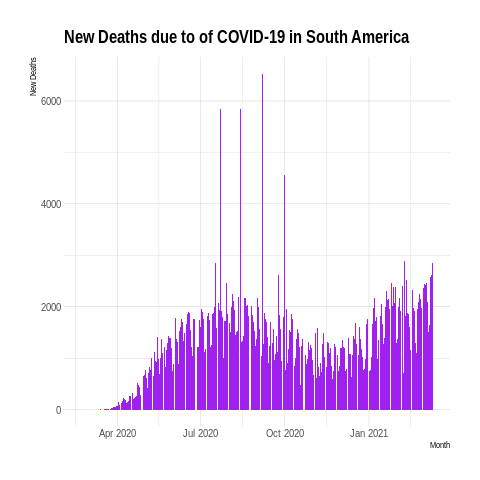 New Deaths due to of COVID-19 in South America
New Deaths
6000
4000
2000
0
Apr 2020 Jul 2020 Oct 2020 Jan 2021
Month